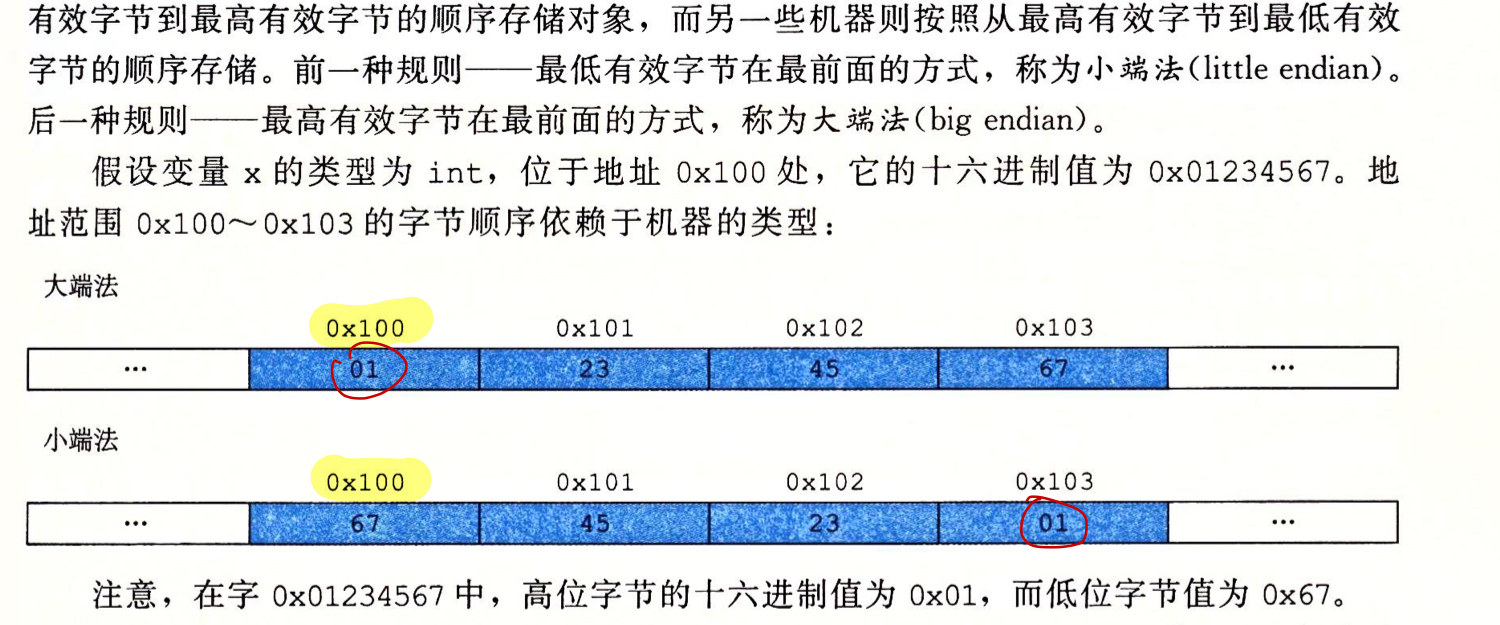 有效字节到最高有效字节的顺序存储对象，而另一些机器则按照从最高有效字节到最低有效
字节的顺序存储。前一种规则——最低有效字节在最前面的方式，称为小端法(little endian)。
后一种规则——最高有效字节在最前面的方式，称为大端法(big endian)。
假设变量 x 的类型为 int，位于地址 0x100 处，它的十六进制值为 0x01234567。地
址范围 0x100～0x103 的字节顺序依赖于机器的类型：
大端法
0x100 0x101 0x102 0x103
… 01 23 45 67 …
小端法
0x100 0x101 0x102 0x103
… 67 45 23 01 …
注意，在字 0x01234567 中，高位字节的十六进制值为 0x01，而低位字节值为 0x67。